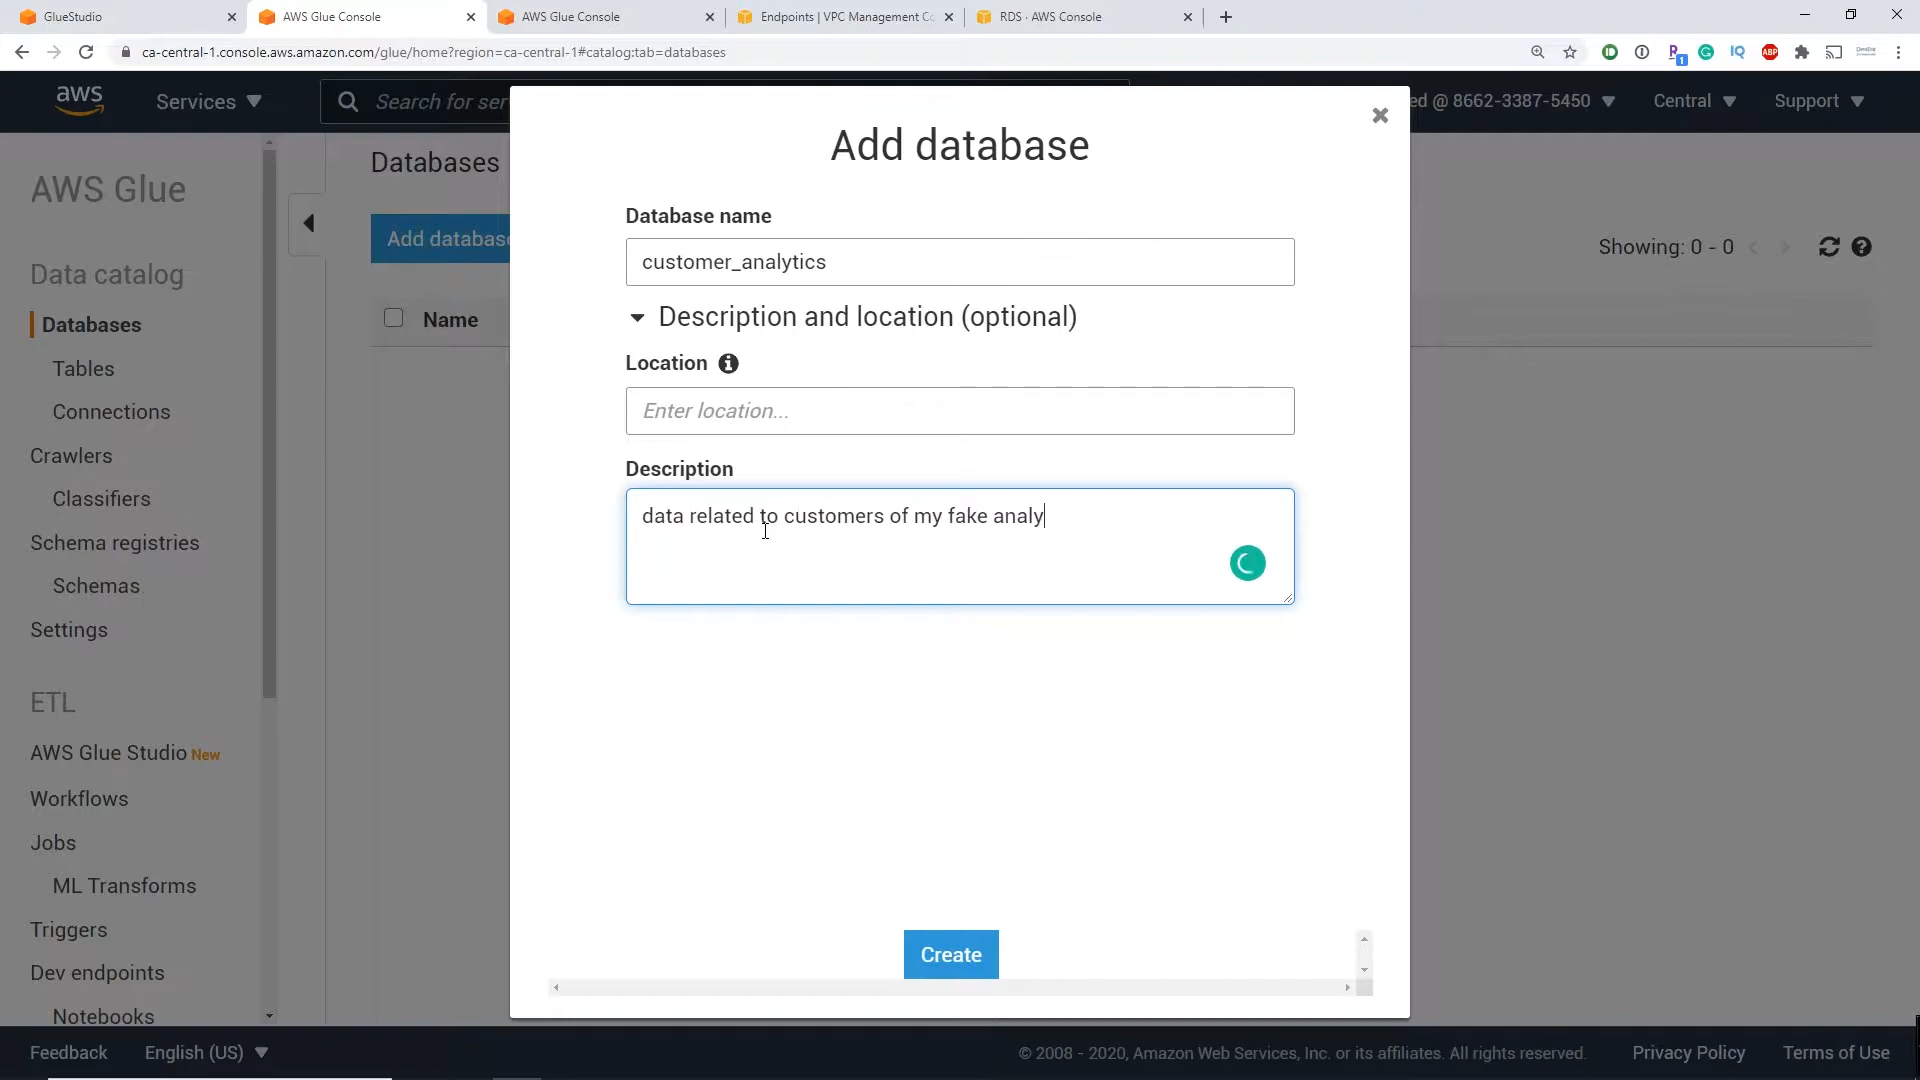 GlueStudio
AWS Glue Console
AWS Glue Console
Endpoints | VPC Management Co
RDS · AWS Console
ca-central-1.console.aws.amazon.com/glue/home?region=ca-central-1#catalog:tab=databases
1
IQ
ABP
aws
Services
Search for ser
ed @ 8662-3387-5450
Central
Support
AWS Glue
Data catalog
Databases
Tables
Connections
Crawlers
Classifiers
Schema registries
Schemas
Settings
ETL
AWS Glue Studio New
Workflows
Jobs
ML Transforms
Triggers
Dev endpoints
Notebooks
Databases
Add database
Showing: 0 - 0
Name
Add database
Database name
customer_analytics
Description and location (optional)
Location
Enter location...
Description
data related to customers of my fake analy
Create
Feedback
English (US)
© 2008 - 2020, Amazon Web Services, Inc. or its affiliates. All rights reserved.
Privacy Policy
Terms of Use